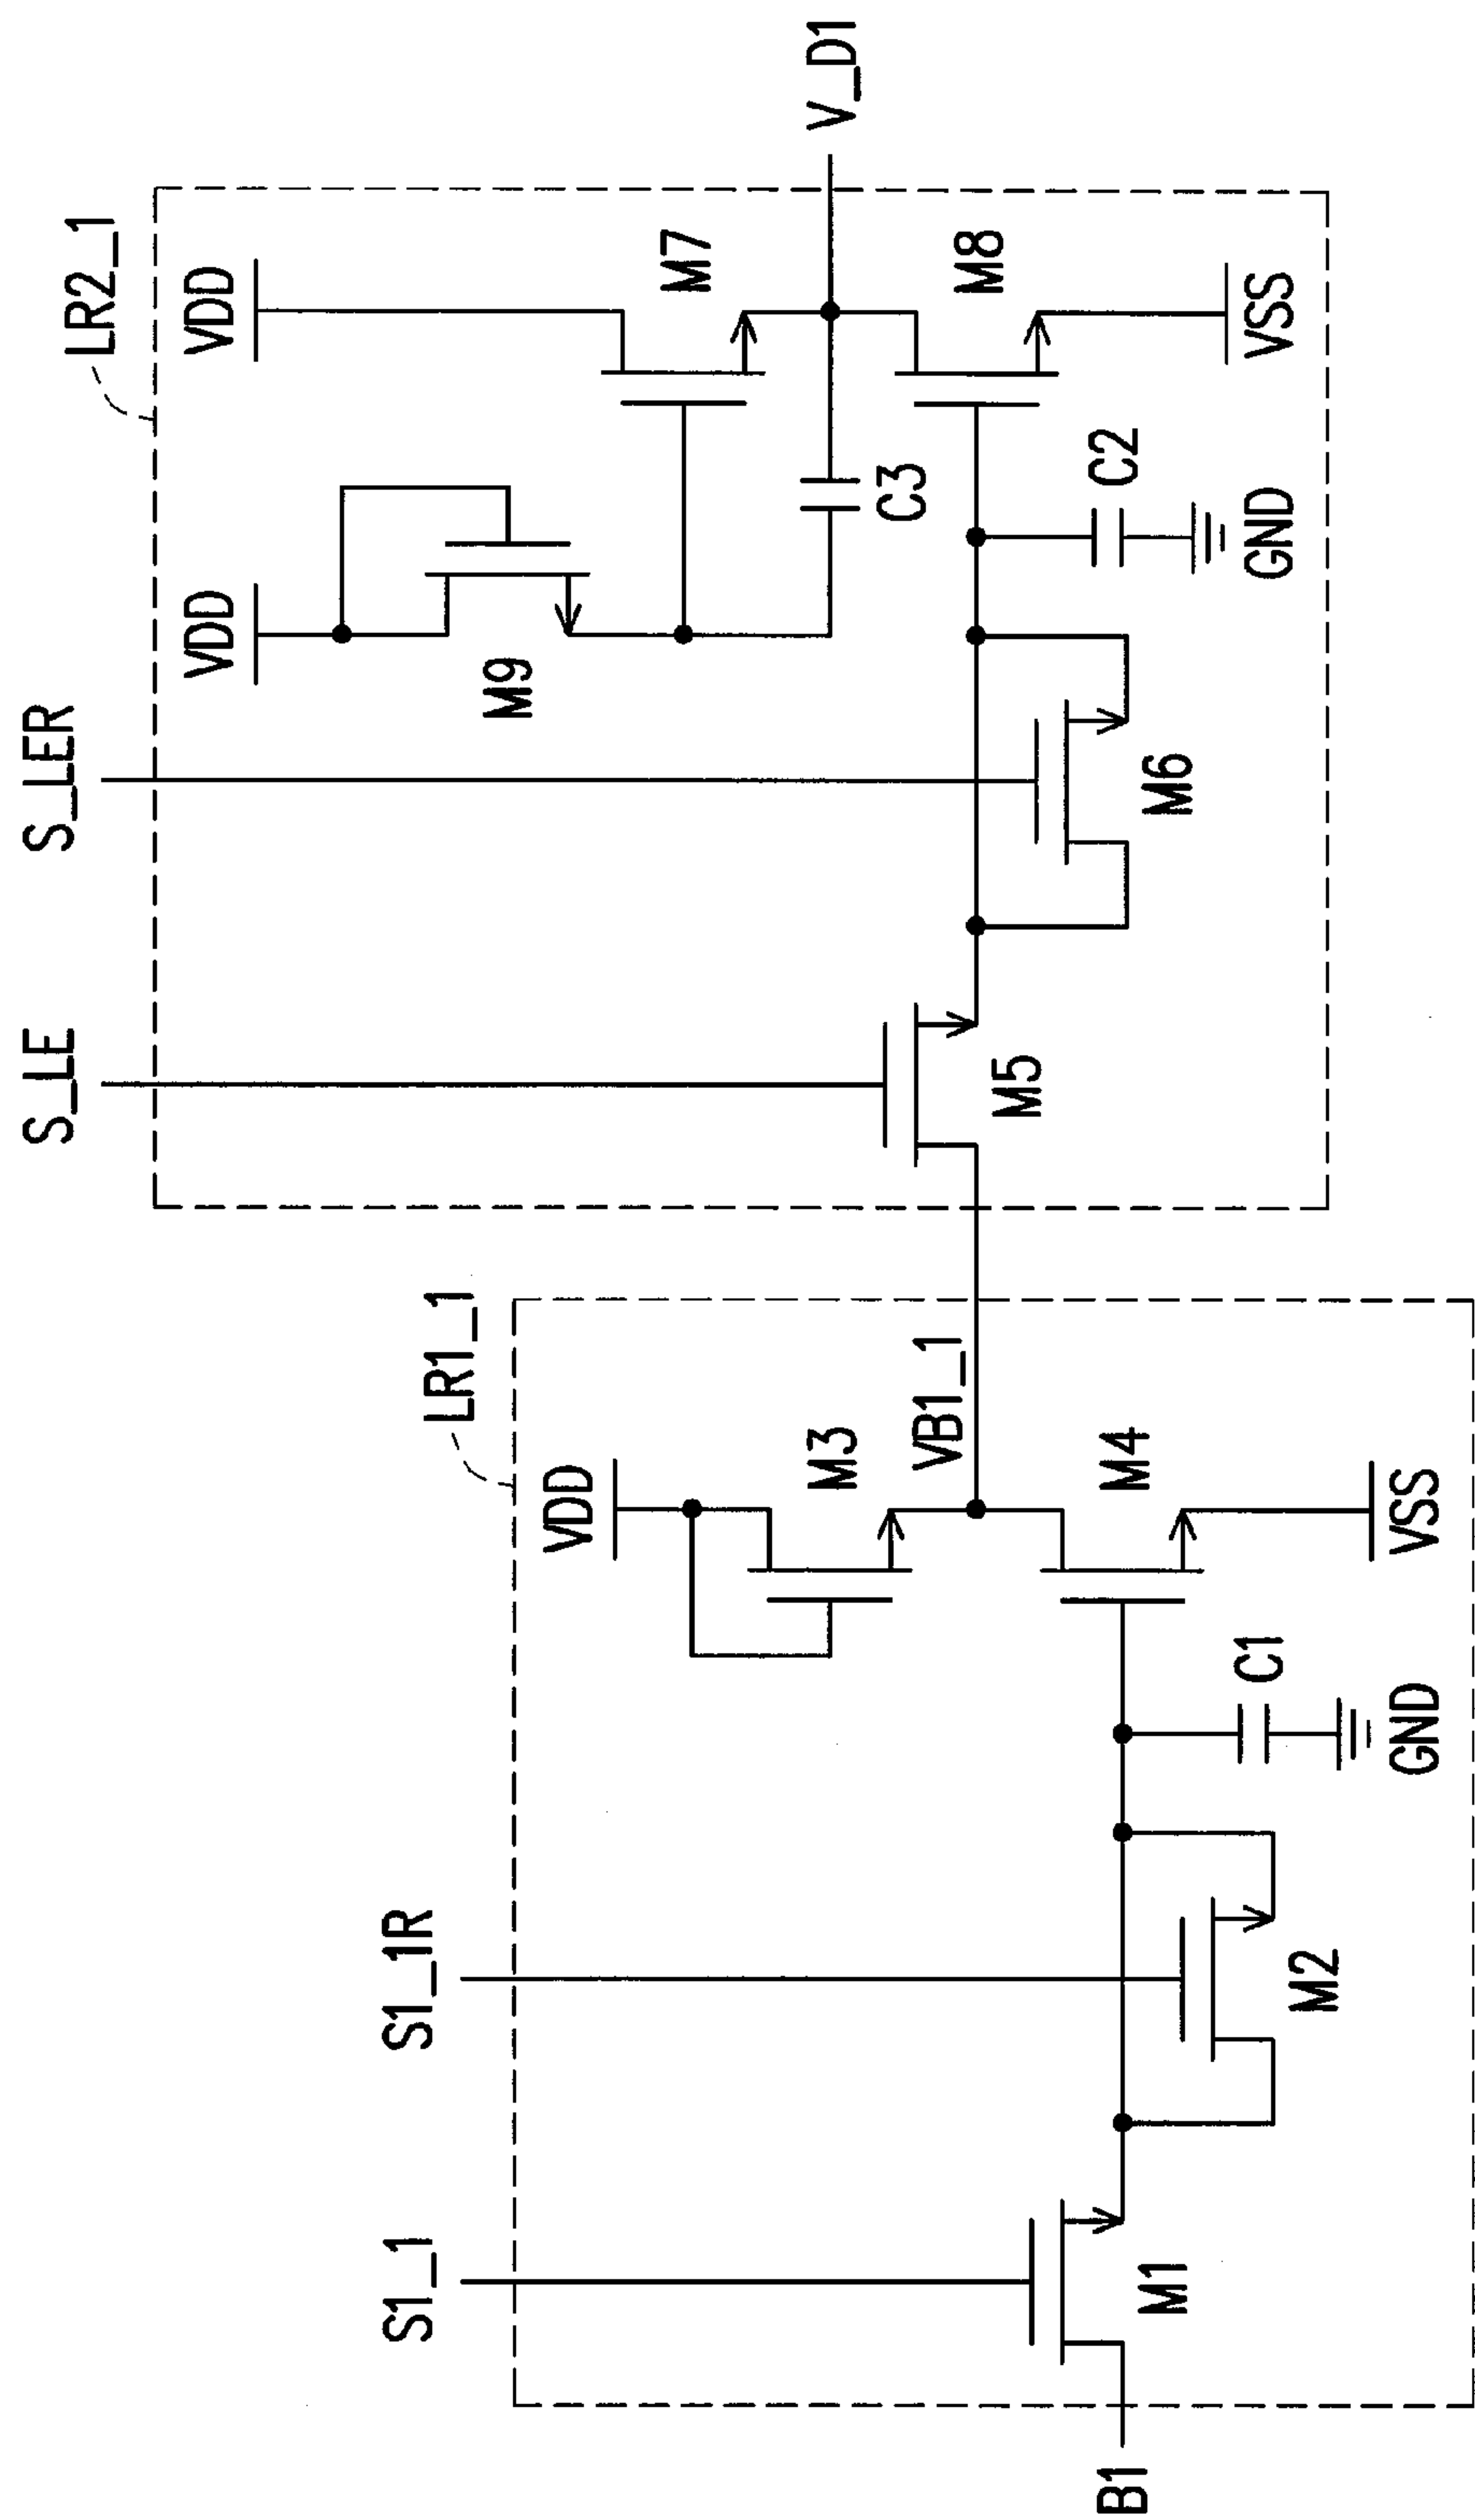 S_LE
S_LER
LR2_1
VDD
VDD
M9
M7
V_D1
C3
M8
M5
M6
C2
GND
VSS
LR1_1
S1_1
S1_1R
VDD
M3
VB1_1
M4
B1
M1
M2
C1
GND
VSS